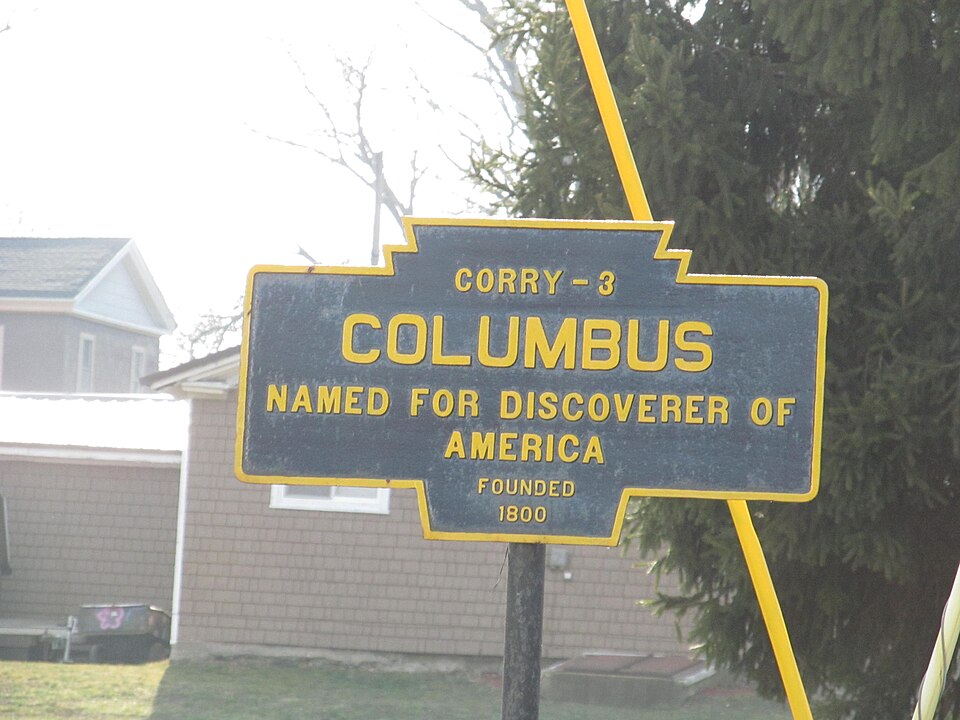 CORRY – 3
COLUMBUS
NAMED FOR DISCOVERER OF
AMERICA
FOUNDED
1800